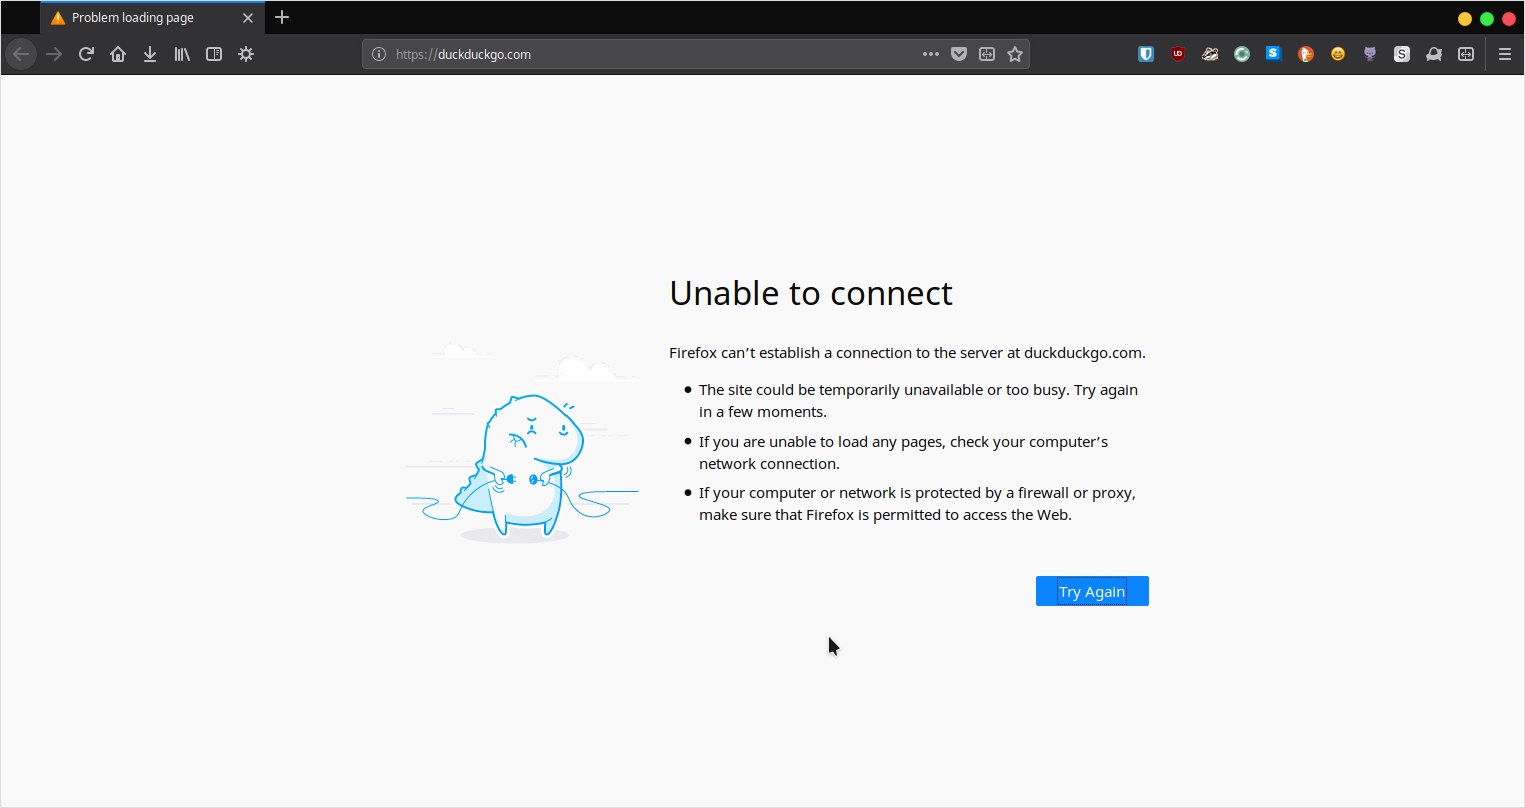 Problem loading page
https://duckduckgo.com
UD
S
S
Unable to connect
Firefox can’t establish a connection to the server at duckduckgo.com.
The site could be temporarily unavailable or too busy. Try again
in a few moments.
If you are unable to load any pages, check your computer’s
network connection.
If your computer or network is protected by a firewall or proxy,
make sure that Firefox is permitted to access the Web.
Try Again